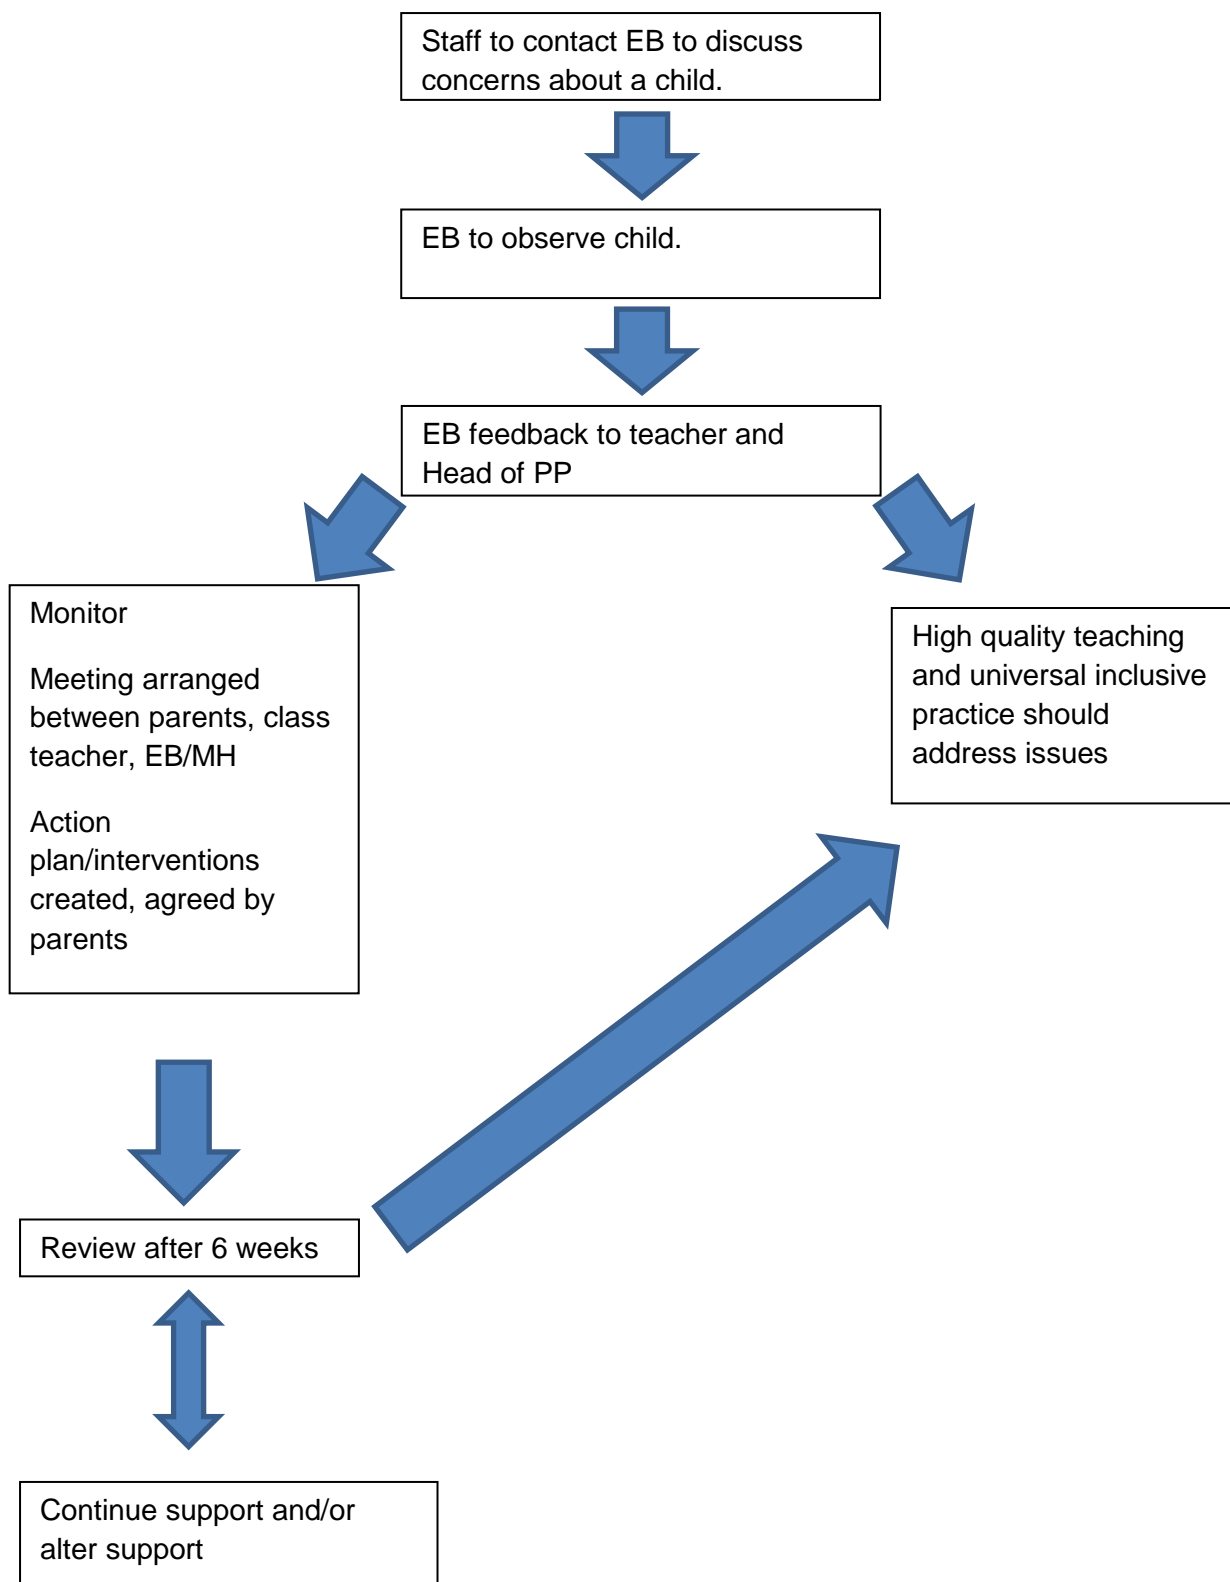 Staff to contact EB to discuss
concerns about a child.
EB to observe child.
EB feedback to teacher and
Head of PP
Monitor
Meeting arranged
between parents, class
teacher, EB/MH
Action
plan/interventions
created, agreed by
parents
High quality teaching
and universal inclusive
practice should
address issues
Review after 6 weeks
Continue support and/or
alter support